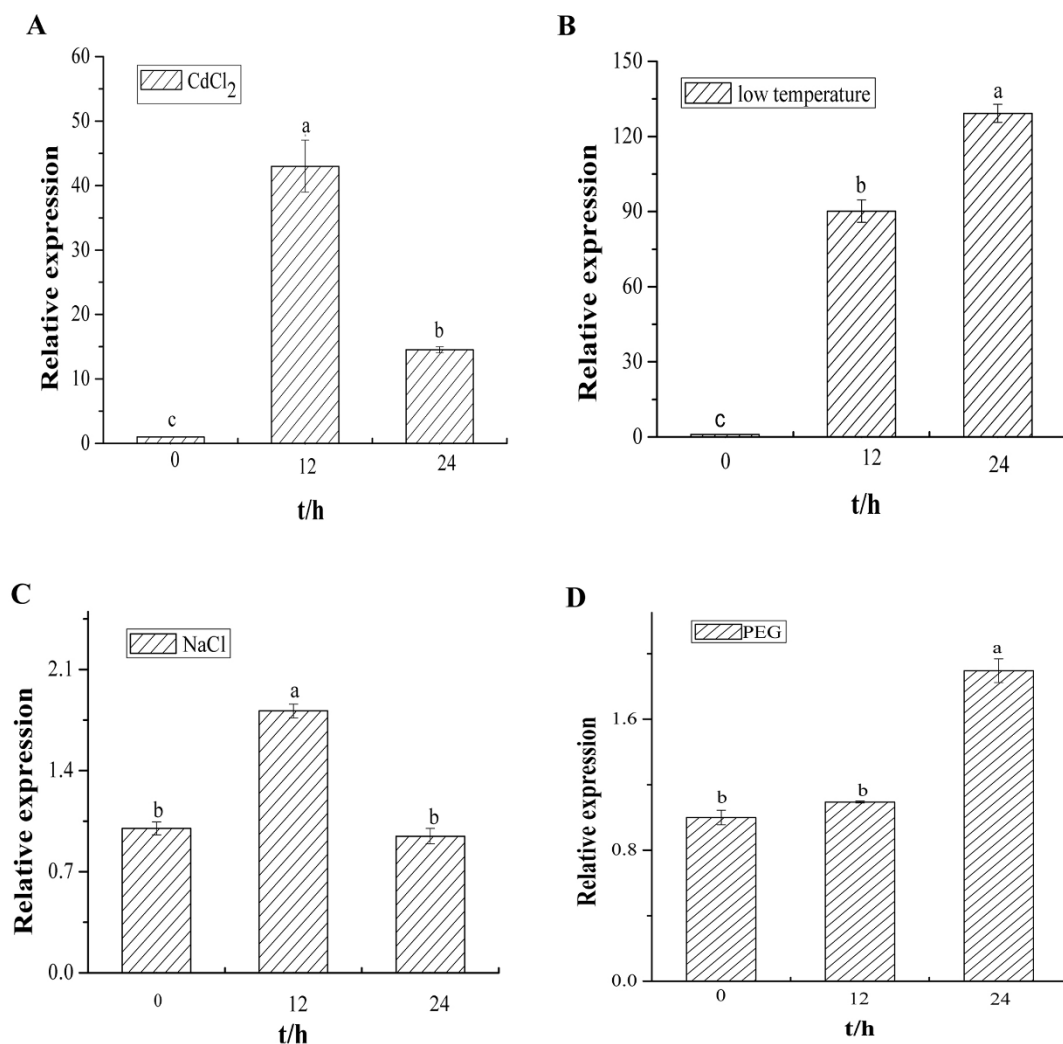 A
CdCl2
Relative expression
60
50
40
30
20
10
0
c
a
b
0
12
24
t/h
B
low temperature
Relative expression
150
120
90
60
30
0
c
b
a
0
12
24
t/h
C
NaCl
Relative expression
2.1
1.4
0.7
0.0
b
a
b
0
12
24
t/h
D
PEG
Relative expression
1.6
0.8
0.0
b
b
a
0
12
24
t/h